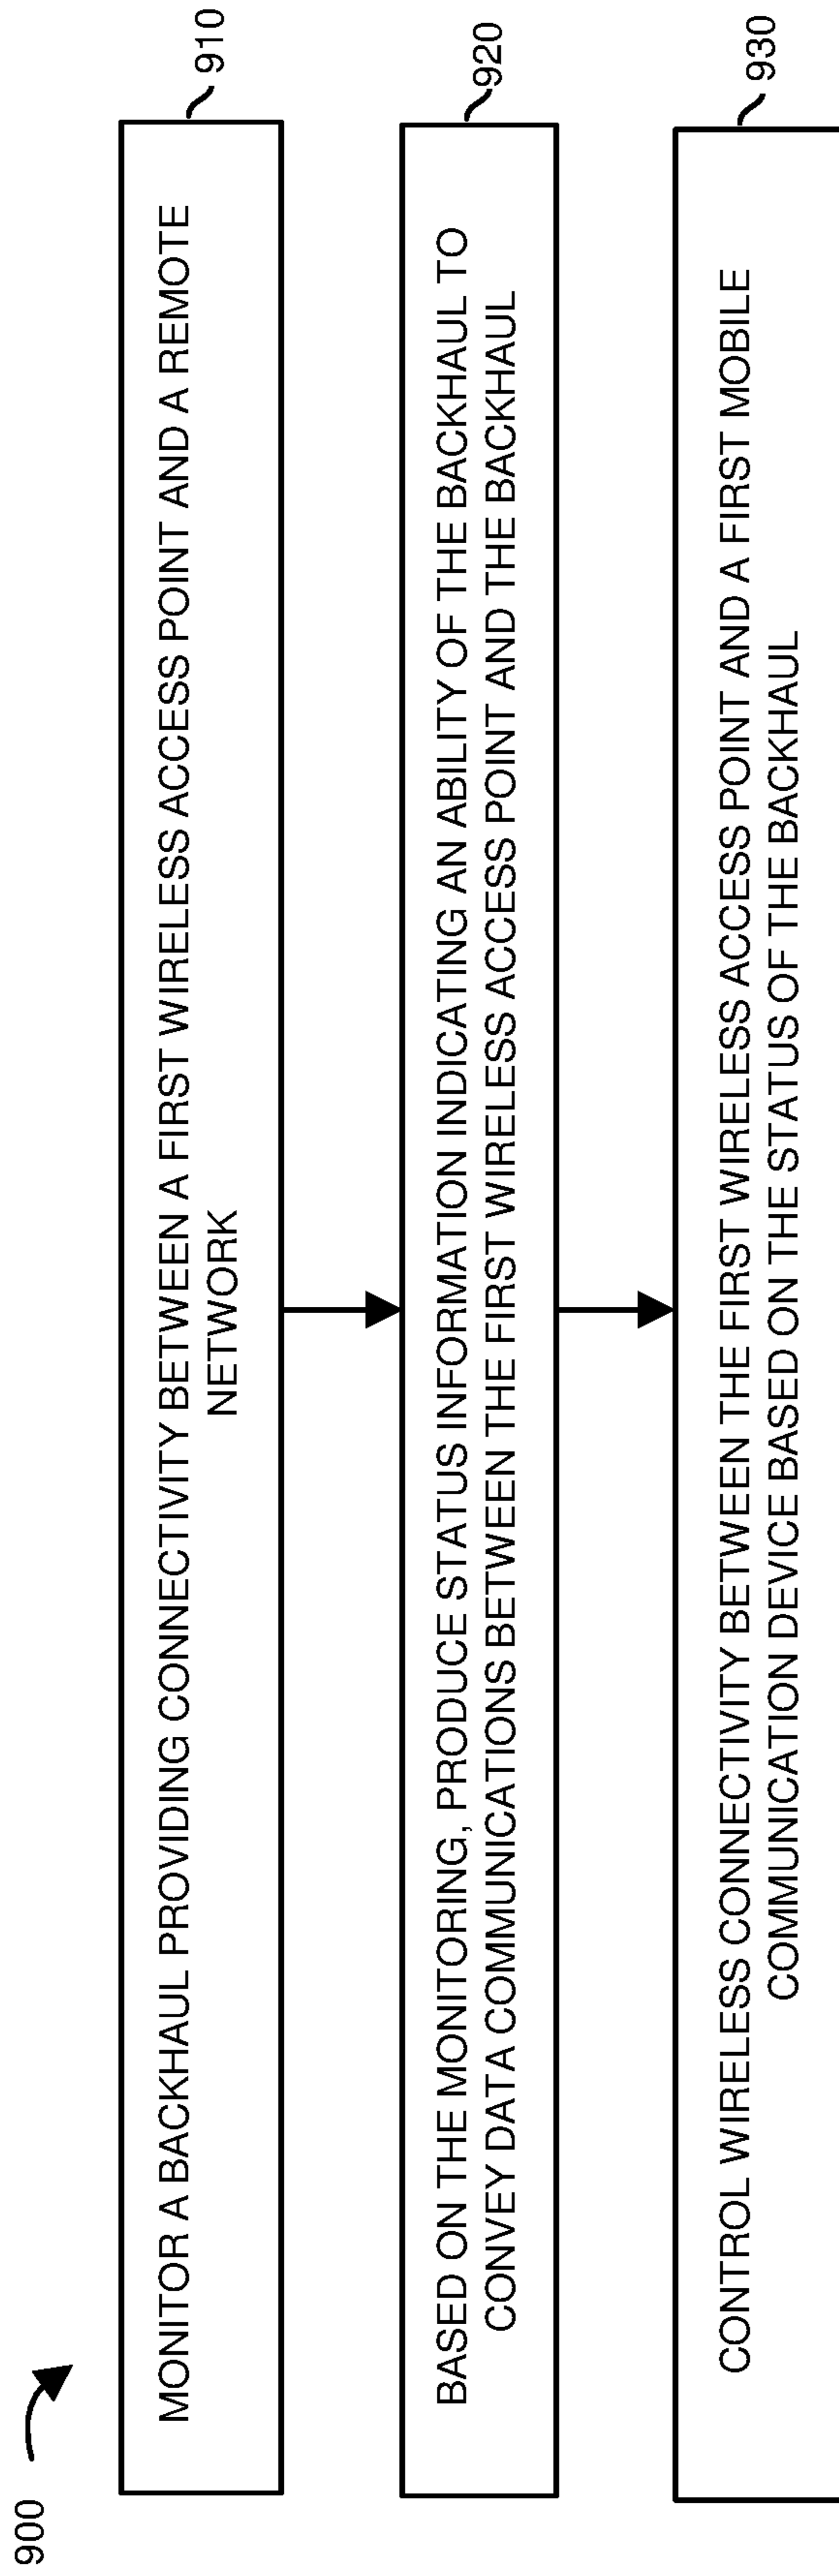 900
910
MONITOR A BACKHAUL PROVIDING CONNECTIVITY BETWEEN A FIRST WIRELESS ACCESS POINT AND A REMOTE
NETWORK
920
BASED ON THE MONITORING, PRODUCE STATUS INFORMATION INDICATING AN ABILITY OF THE BACKHAUL TO
CONVEY DATA COMMUNICATIONS BETWEEN THE FIRST WIRELESS ACCESS POINT AND THE BACKHAUL
930
CONTROL WIRELESS CONNECTIVITY BETWEEN THE FIRST WIRELESS ACCESS POINT AND A FIRST MOBILE
COMMUNICATION DEVICE BASED ON THE STATUS OF THE BACKHAUL